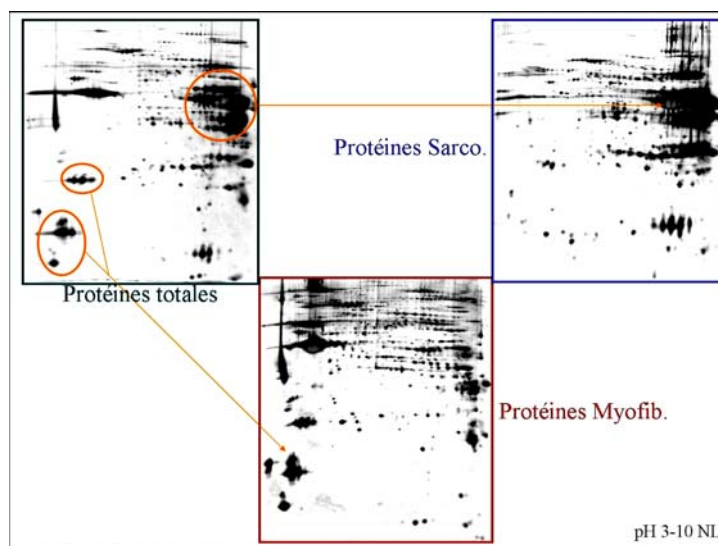 Protéines Sarco.
Protéines totales
Protéines Myofib.
pH 3-10 NL